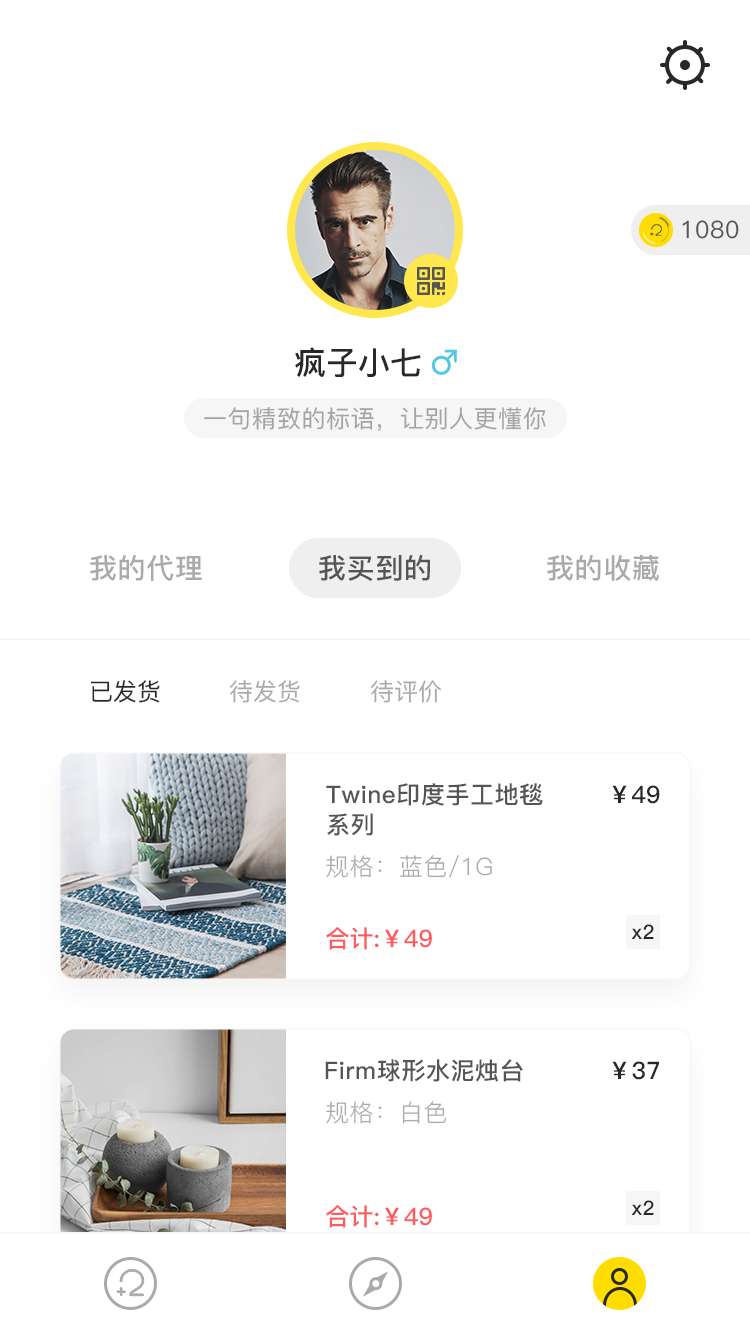 1080
疯子小七
一句精致的标语，让别人更懂你
我的代理
我买到的
我的收藏
已发货
待发货
待评价
Twine印度手工地毯
系列
¥ 49
规格：蓝色/1G
合计: ¥ 49
x2
Firm球形水泥烛台
¥ 37
规格：白色
合计: ¥ 49
x2